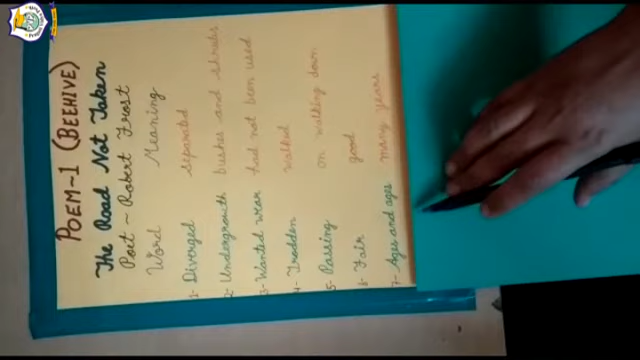 POEM-1 (BEEHIVE)
The Road Not Taken
Poet - Robert Frost
Word Meaning
1- Diverged separated
2- Undergrowth bushes and shrubs
3- Wanted wear had not been used
4- Trodden walked
5- Passing on walking down
6- Fair good
7- Ages and ages many years